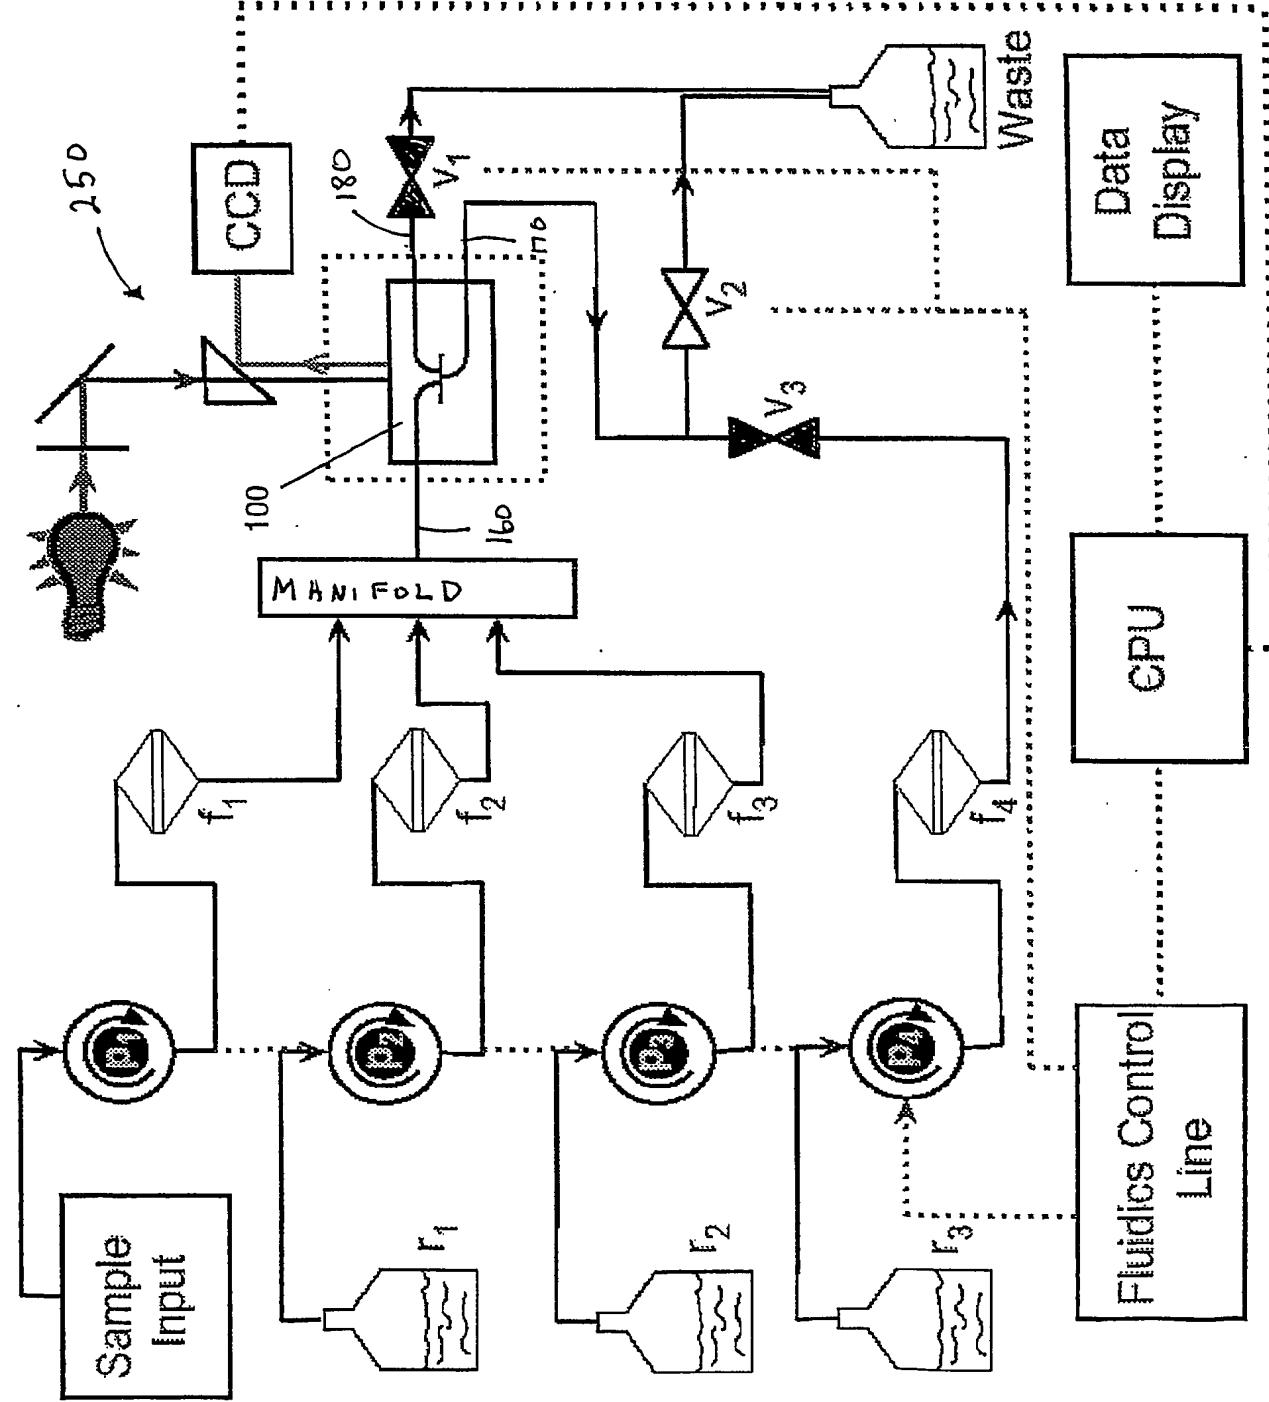 250
CCD
180
V1
170
Waste
Data
Display
V2
V3
100
160
MANIFOLD
CPU
f1
f2
f3
f4
p1
p2
p3
p4
Sample
Input
r1
r2
r3
Fluidics Control
Line